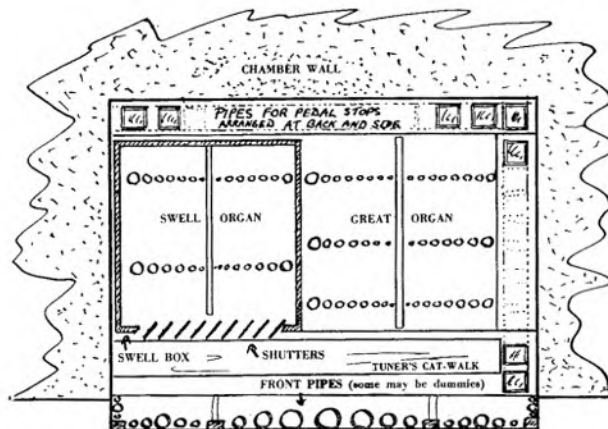 CHAMBER WALL
PIPES FOR PEDAL STOPS
ARRANGED AT BACK AND SIDE
SWELL ORGAN
GREAT ORGAN
SWELL BOX
SHUTTERS
TUNER'S CAT-WALK
FRONT PIPES (some may be dummies)